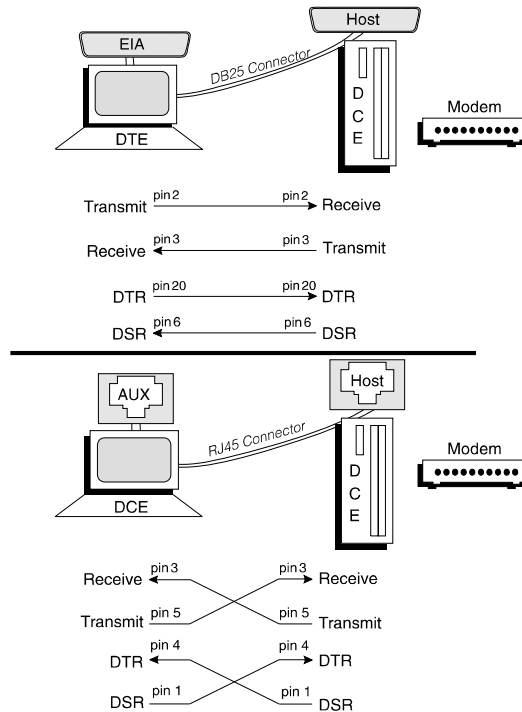 Host
EIA
DB25 Connector
D
C
E
Modem
DTE
Transmit pin 2 pin 2 Receive
Receive pin 3 pin 3 Transmit
DTR pin 20 pin 20 DTR
DSR pin 6 pin 6 DSR
AUX
Host
RJ45 Connector
D
C
E
Modem
DCE
Receive pin 3 pin 3 Receive
Transmit pin 5 pin 5 Transmit
DTR pin 4 pin 4 DTR
DSR pin 1 pin 1 DSR